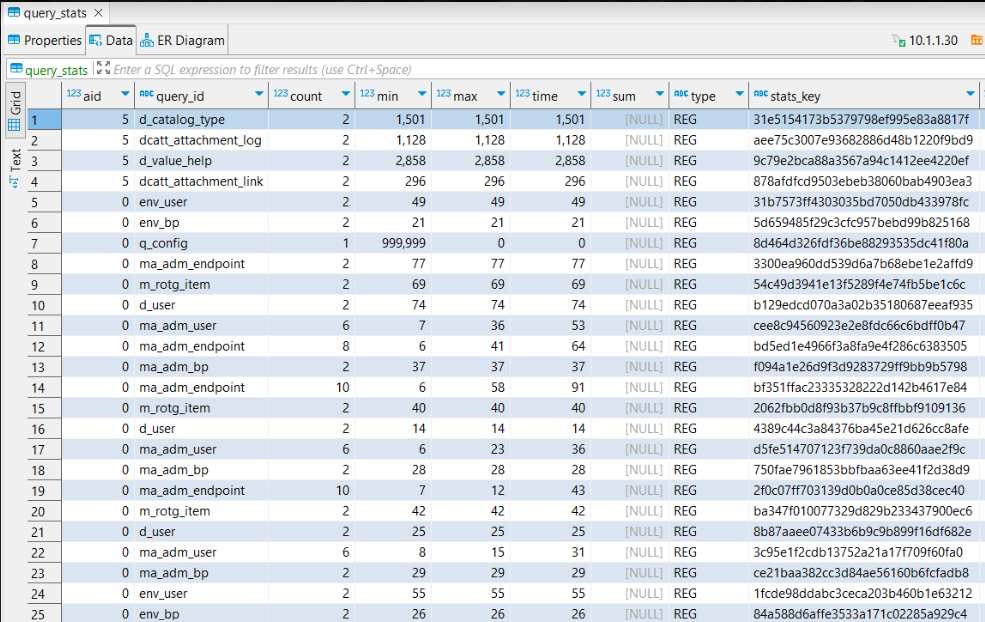 query_stats
Properties Data ER Diagram 10.1.1.30
query_stats Enter a SQL expression to filter results (use Ctrl+Space)
Grid
Text
123 aid ABC query_id 123 count 123 min 123 max 123 time 123 sum ABC type ABC stats_key
1 5 d_catalog_type 2 1,501 1,501 1,501 [NULL] REG 31e5154173b5379798ef995e83a8817f
2 5 dcatt_attachment_log 2 1,128 1,128 1,128 [NULL] REG aee75c3007e93682886d48b1220f9bd9
3 5 d_value_help 2 2,858 2,858 2,858 [NULL] REG 9c79e2bca88a3567a94c1412ee4220ef
4 5 dcatt_attachment_link 2 296 296 296 [NULL] REG 878afdfcd9503ebeb38060bab4903ea3
5 0 env_user 2 49 49 49 [NULL] REG 31b7573ff4303035bd7050db433978fc
6 0 env_bp 2 21 21 21 [NULL] REG 5d659485f29c3cfc957bebd99b825168
7 0 q_config 1 999,999 0 0 [NULL] REG 8d464d326fdf36be88293535dc41f80a
8 0 ma_adm_endpoint 2 77 77 77 [NULL] REG 3300ea960dd539d6a7b68ebe1e2affd9
9 0 m_rotg_item 2 69 69 69 [NULL] REG 54c49d3941e13f5289f4e74fb5be1c6c
10 0 d_user 2 74 74 74 [NULL] REG b129edcd070a3a02b35180687eeaf935
11 0 ma_adm_user 6 7 36 53 [NULL] REG cee8c94560923e2e8fdc66c6bdff0b47
12 0 ma_adm_endpoint 8 6 41 64 [NULL] REG bd5ed1e4966f3a8fa9e4f286c6383505
13 0 ma_adm_bp 2 37 37 37 [NULL] REG f094a1e26d9f3d9283729ff9bb9b5798
14 0 ma_adm_endpoint 10 6 58 91 [NULL] REG bf351ffac23335328222d142b4617e84
15 0 m_rotg_item 2 40 40 40 [NULL] REG 2062fbb0d8f93b37b9c8ffbbf9109136
16 0 d_user 2 14 14 14 [NULL] REG 4389c44c3a84376ba45e21d626cc8afe
17 0 ma_adm_user 6 6 23 36 [NULL] REG d5fe514707123f739da0c8860aae2f9c
18 0 ma_adm_bp 2 28 28 28 [NULL] REG 750fae7961853bbfbaa63ee41f2d38d9
19 0 ma_adm_endpoint 10 7 12 43 [NULL] REG 2f0c07ff703139d0b0a0ce85d38cec40
20 0 m_rotg_item 2 42 42 42 [NULL] REG ba347f010077329d829b233437900ec6
21 0 d_user 2 25 25 25 [NULL] REG 8b87aaee07433b6b9c9b899f16df682e
22 0 ma_adm_user 6 8 15 31 [NULL] REG 3c95e1f2cdb13752a21a17f709f60fa0
23 0 ma_adm_bp 2 29 29 29 [NULL] REG ce21baa382cc3d84ae56160b6fcfadb8
24 0 env_user 2 55 55 55 [NULL] REG 1fcde98ddabc3ceca203b460b1e63212
25 0 env_bp 2 26 26 26 [NULL] REG 84a588d6affe3533a171c02285a929c4